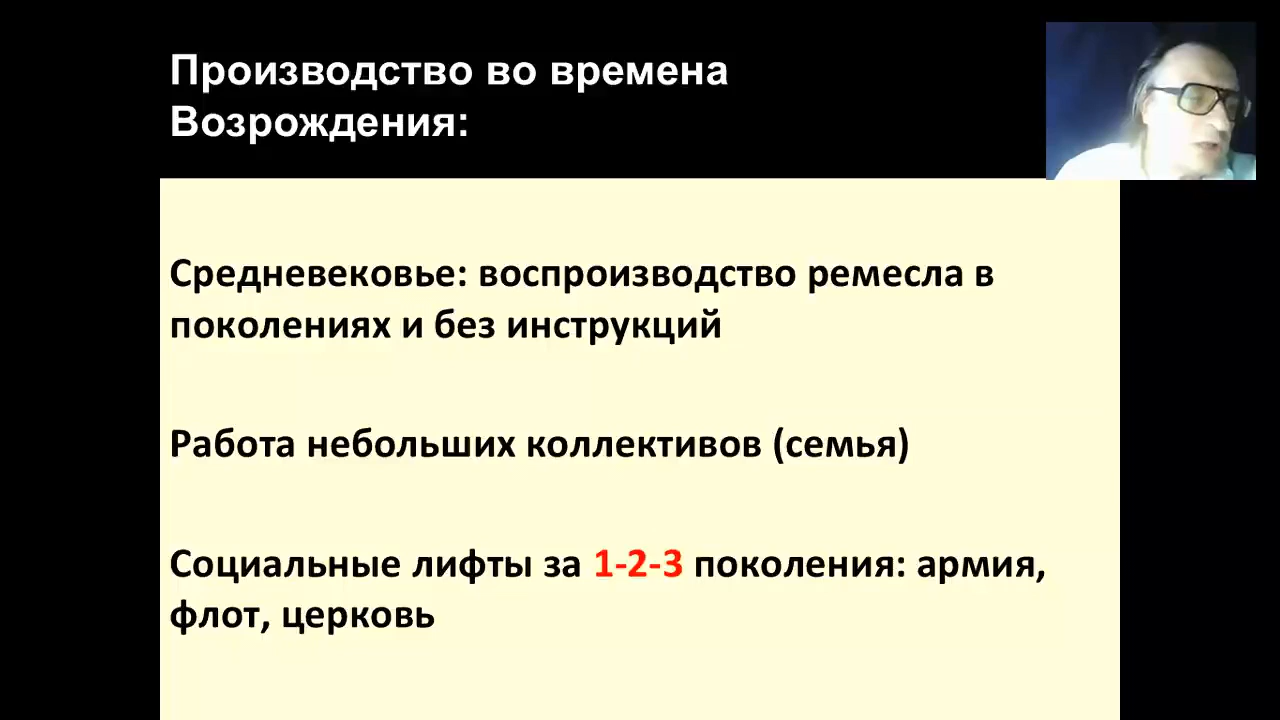 Производство во времена
Возрождения:
Средневековье: воспроизводство ремесла в
поколениях и без инструкций
Работа небольших коллективов (семья)
Социальные лифты за 1-2-3 поколения: армия,
флот, церковь